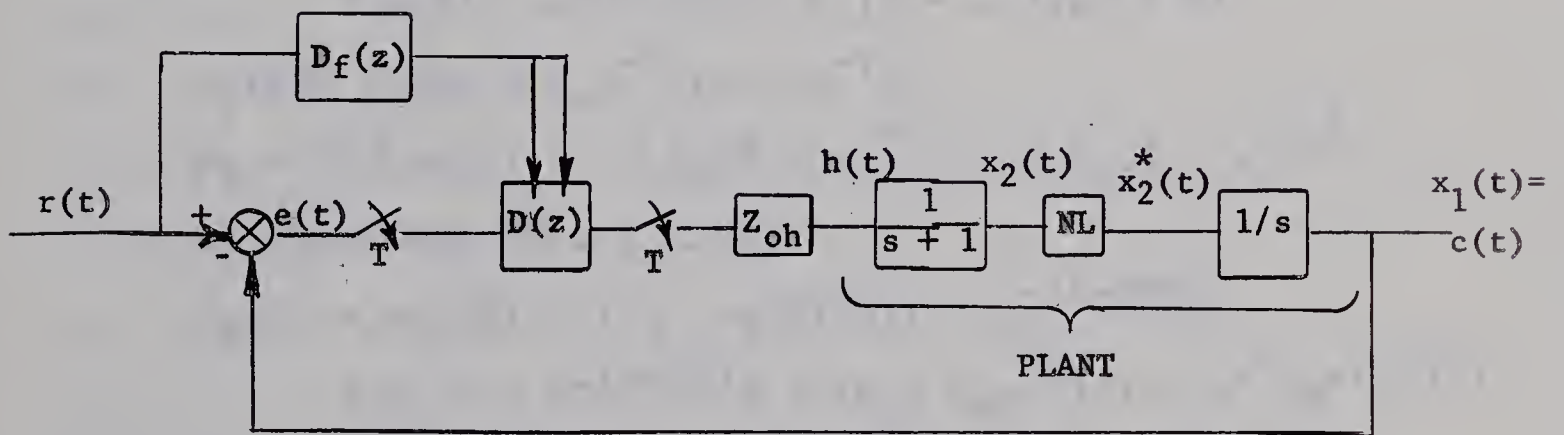 D_f(z)
r(t)
+
-
e(t)
T
D(z)
T
Z_oh
h(t)
1
s + 1
x_2(t)
NL
x_2^*(t)
1/s
x_1(t)=
c(t)
PLANT